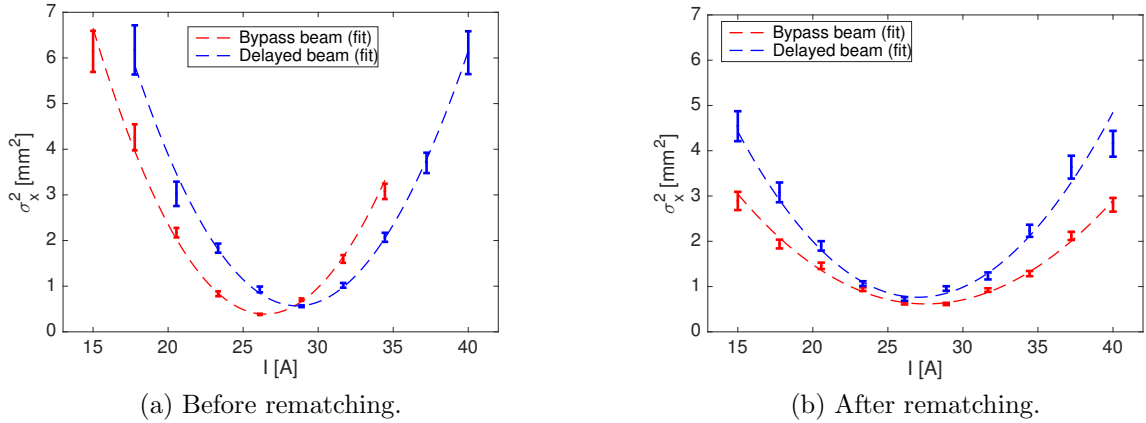 7
6
5
4
3
2
1
0
σx² [mm²]
Bypass beam (fit)
Delayed beam (fit)
15 20 25 30 35 40
I [A]
(a) Before rematching.
7
6
5
4
3
2
1
0
σx² [mm²]
Bypass beam (fit)
Delayed beam (fit)
15 20 25 30 35 40
I [A]
(b) After rematching.